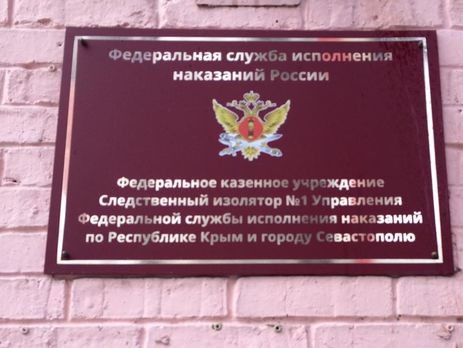 Федеральная служба исполнения
наказаний России
Федеральное казенное учреждение
Следственный изолятор №1 Управления
Федеральной службы исполнения наказаний
по Республике Крым и городу Севастополю